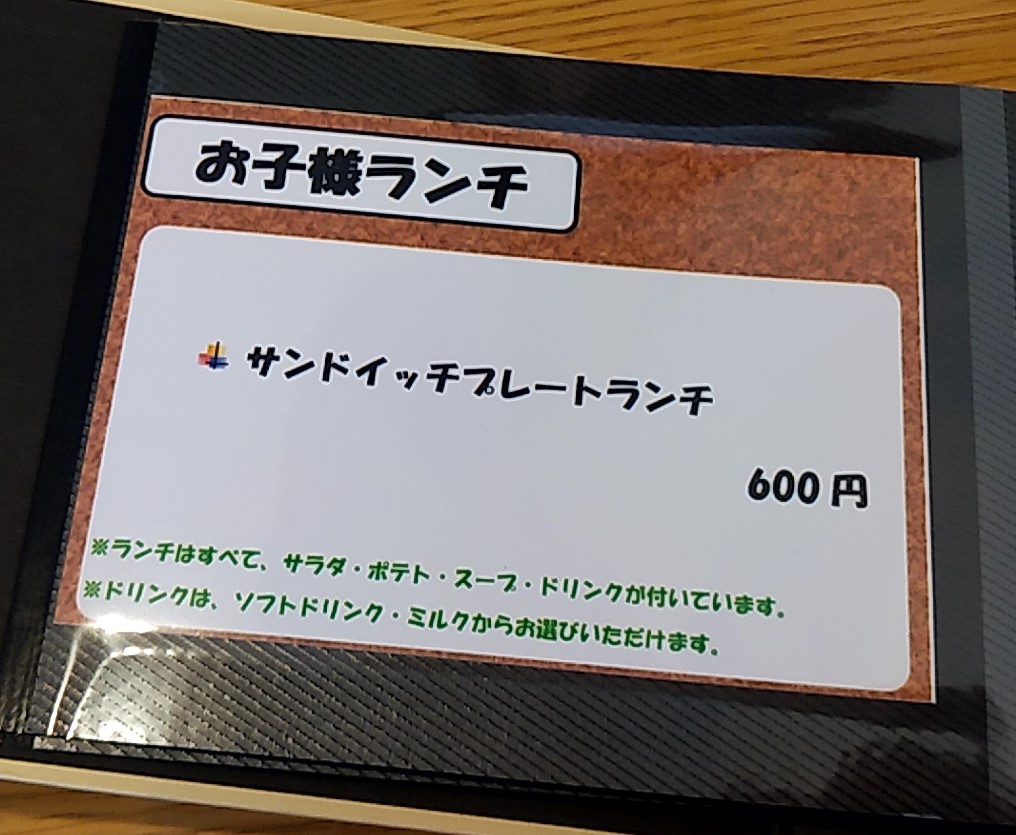 お子様ランチ
サンドイッチプレートランチ
600円
※ランチはすべて、サラダ・ポテト・スープ・ドリンクが付いています。
※ドリンクは、ソフトドリンク・ミルクからお選びいただけます。